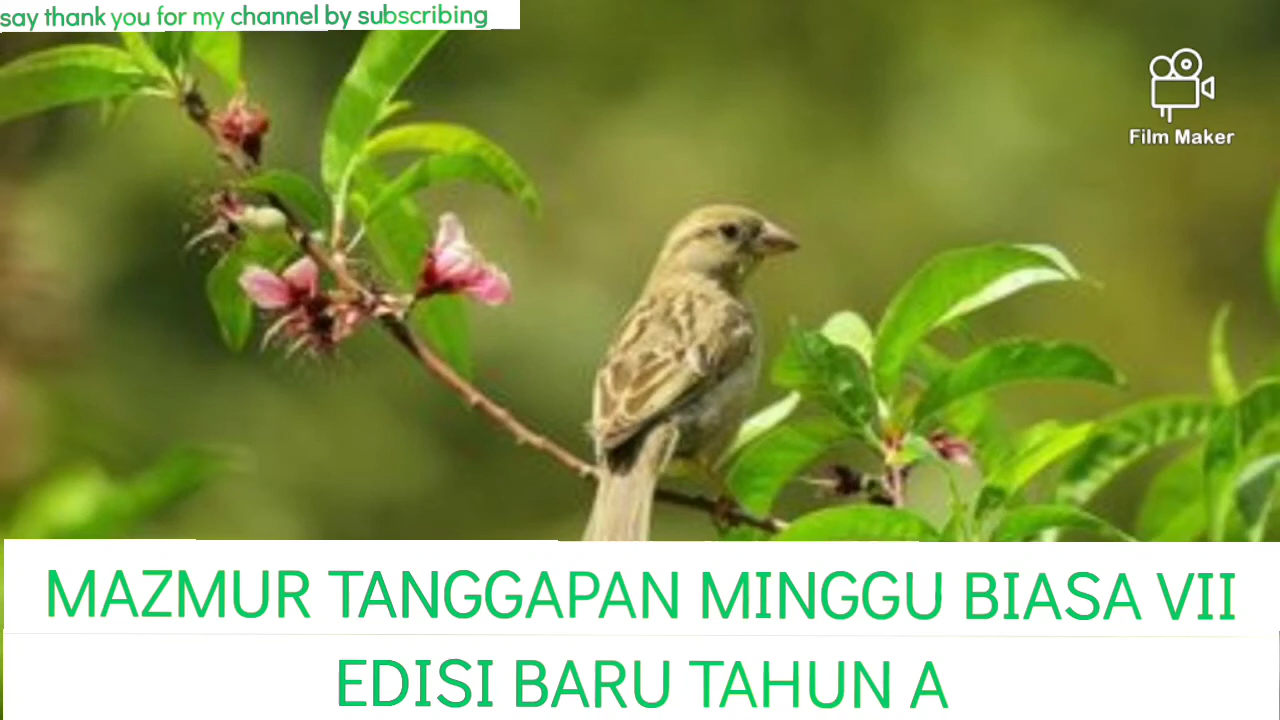 say thank you for my channel by subscribing
Film Maker
MAZMUR TANGGAPAN MINGGU BIASA VII
EDISI BARU TAHUN A